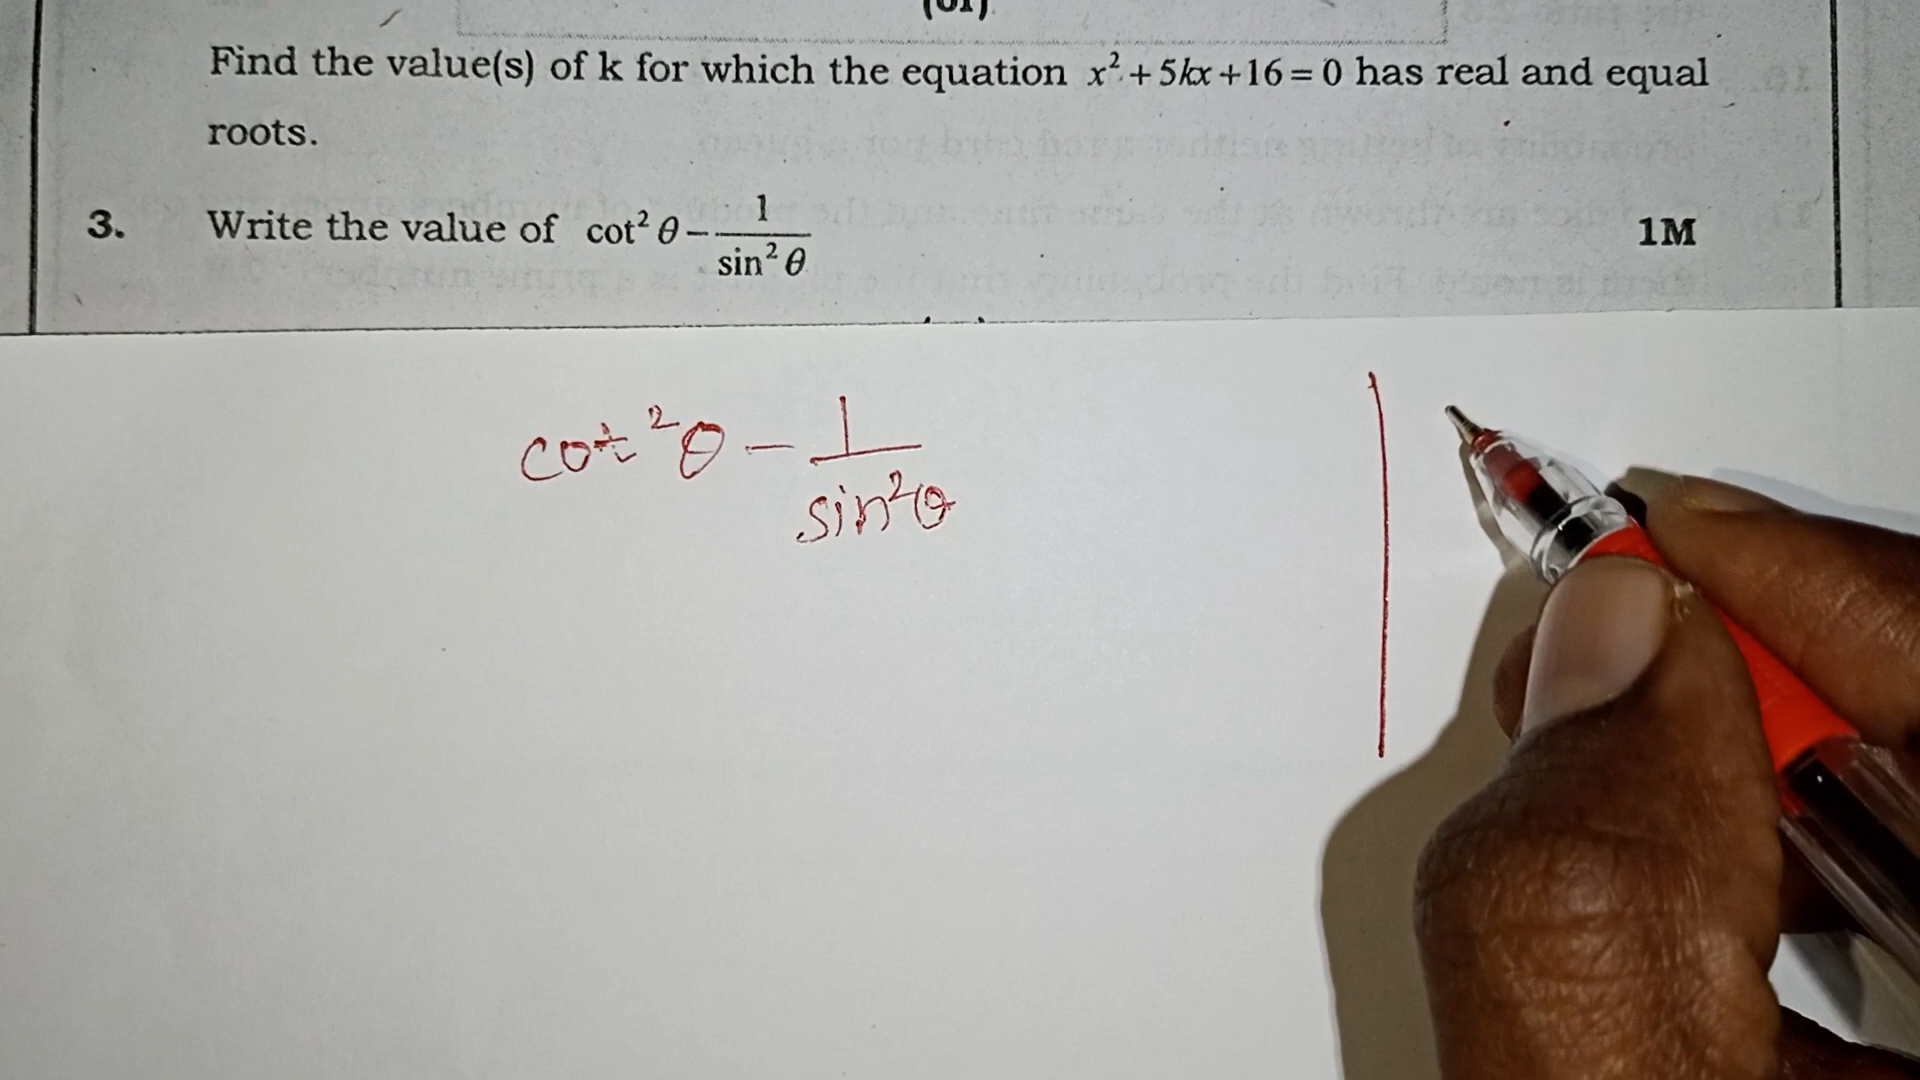 (or)
Find the value(s) of k for which the equation x² + 5kx + 16 = 0 has real and equal
roots.
3. Write the value of cot² θ – 1/sin² θ 1M
cot² θ – 1/sin² θ